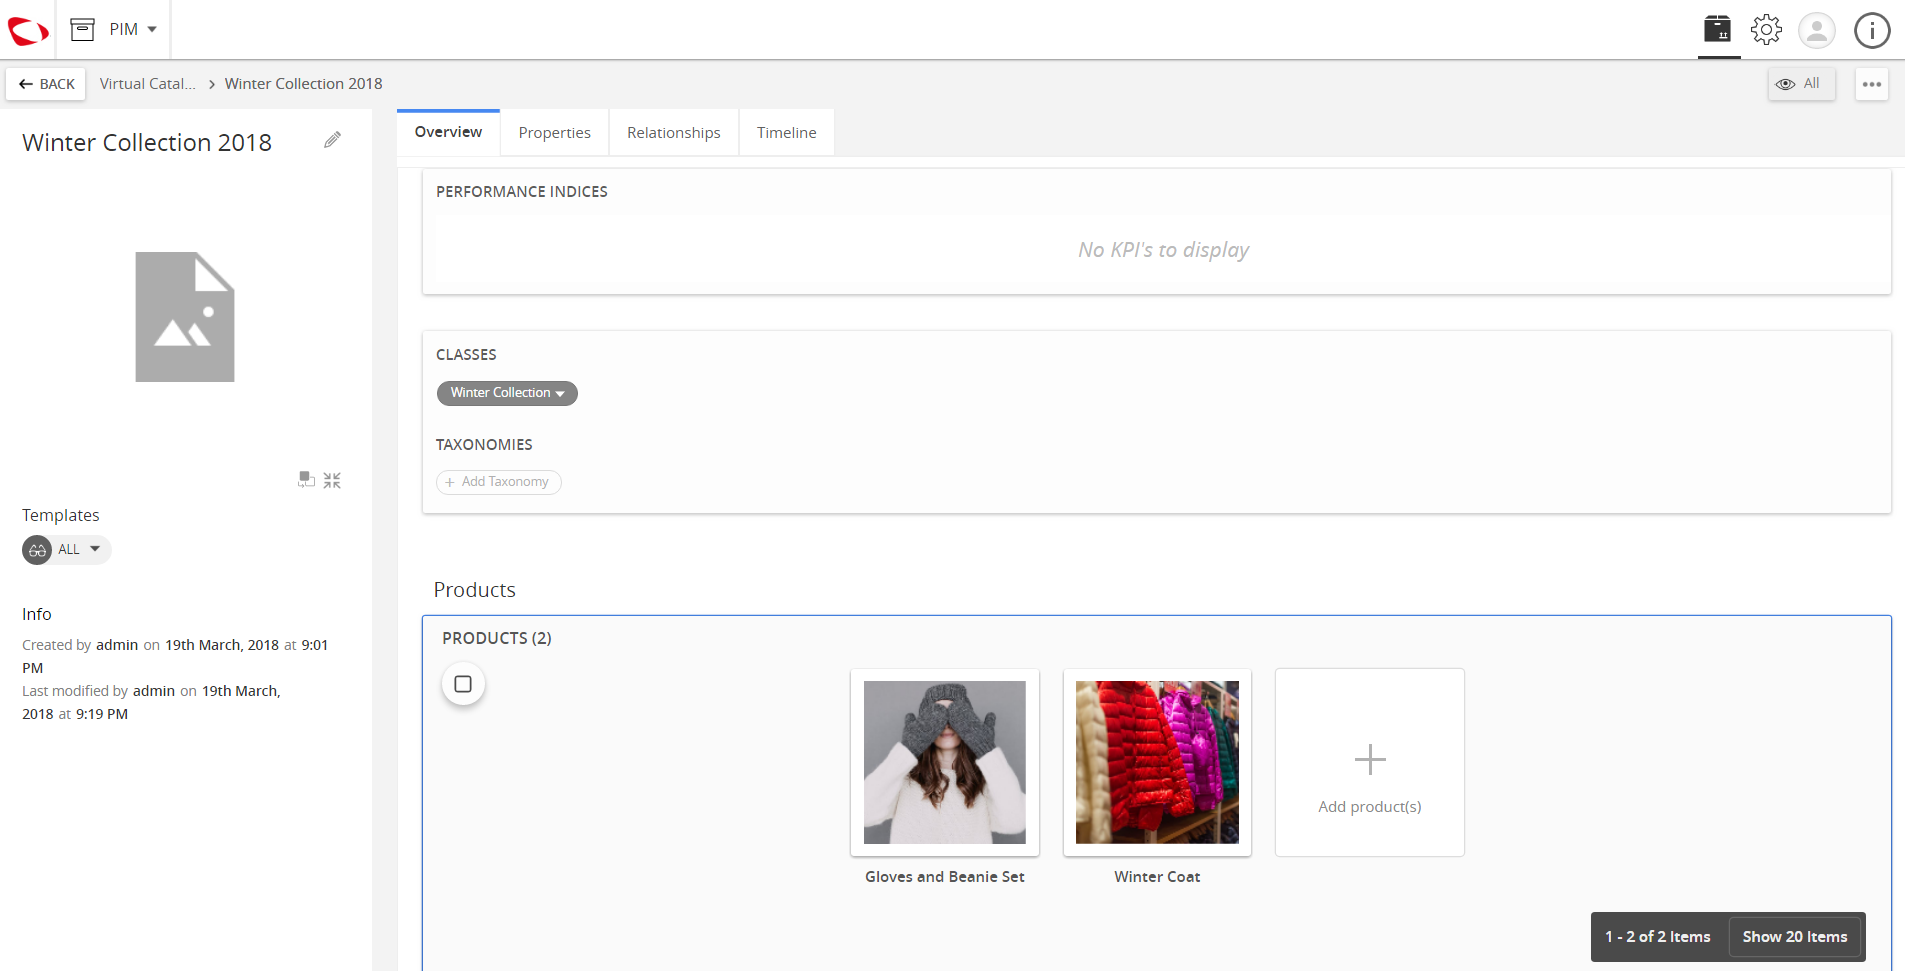 PIM
BACK
Virtual Catal... > Winter Collection 2018
All
Winter Collection 2018
Templates
ALL
Info
Created by admin on 19th March, 2018 at 9:01
PM
Last modified by admin on 19th March,
2018 at 9:19 PM
Overview
Properties
Relationships
Timeline
PERFORMANCE INDICES
No KPI's to display
CLASSES
Winter Collection
TAXONOMIES
+ Add Taxonomy
Products
PRODUCTS (2)
Gloves and Beanie Set
Winter Coat
Add product(s)
1 - 2 of 2 Items
Show 20 Items